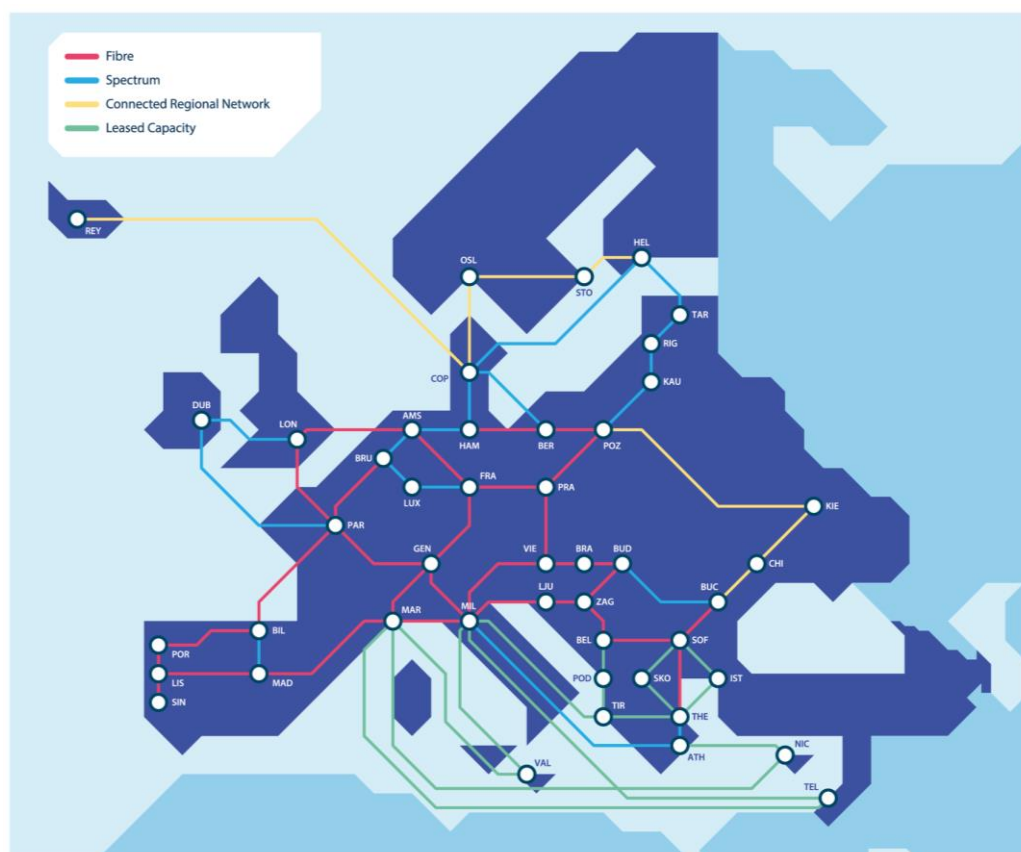 Fibre
Spectrum
Connected Regional Network
Leased Capacity
REY
OSL
HEL
STO
TAR
RIG
COP
KAU
DUB
LON
AMS
HAM
BER
POZ
BRU
FRA
PRA
LUX
KIE
PAR
GEN
VIE
BRA
BUD
CHI
LJU
ZAG
BUC
MAR
MIL
BIL
BEL
SOF
POR
LIS
MAD
POD
SKO
IST
SIN
TIR
THE
ATH
NIC
VAL
TEL